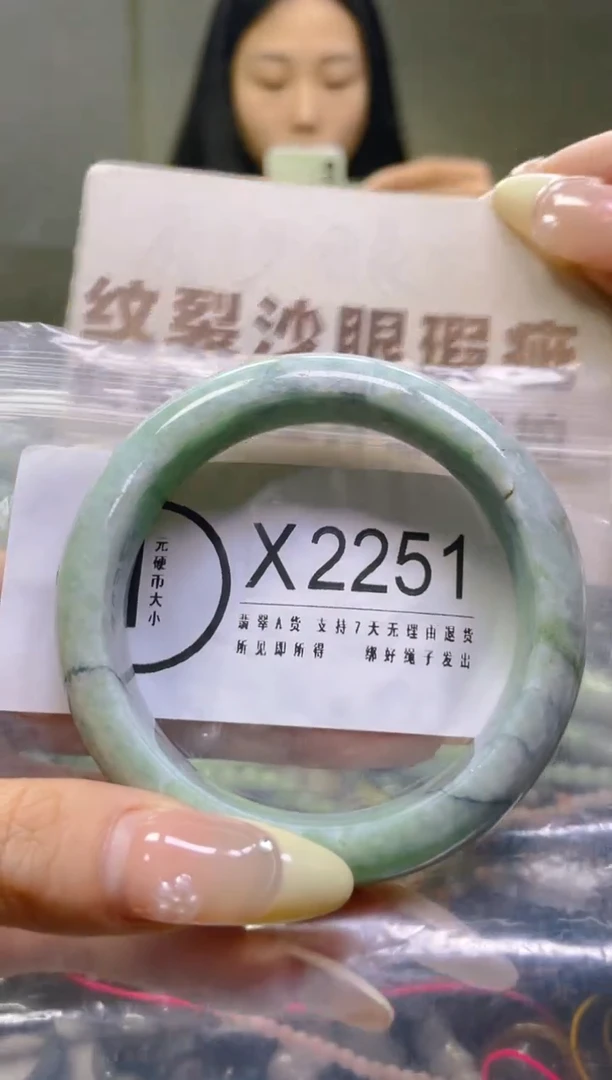 纹裂沙眼瑕疵
元硬币大小
X2251
翡翠A货 支持7天无理由退货
所见即所得 绑好绳子发出